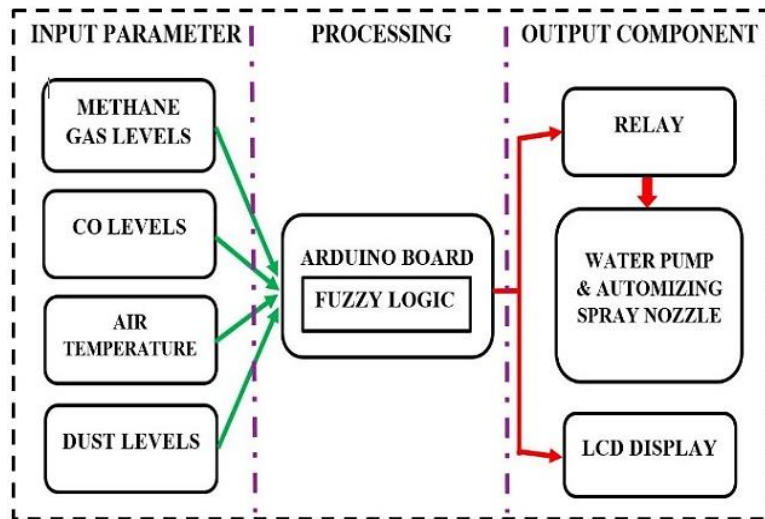 INPUT PARAMETER
PROCESSING
OUTPUT COMPONENT
METHANE
GAS LEVELS
CO LEVELS
AIR
TEMPERATURE
DUST LEVELS
ARDUINO BOARD
FUZZY LOGIC
RELAY
WATER PUMP
& AUTOMIZING
SPRAY NOZZLE
LCD DISPLAY